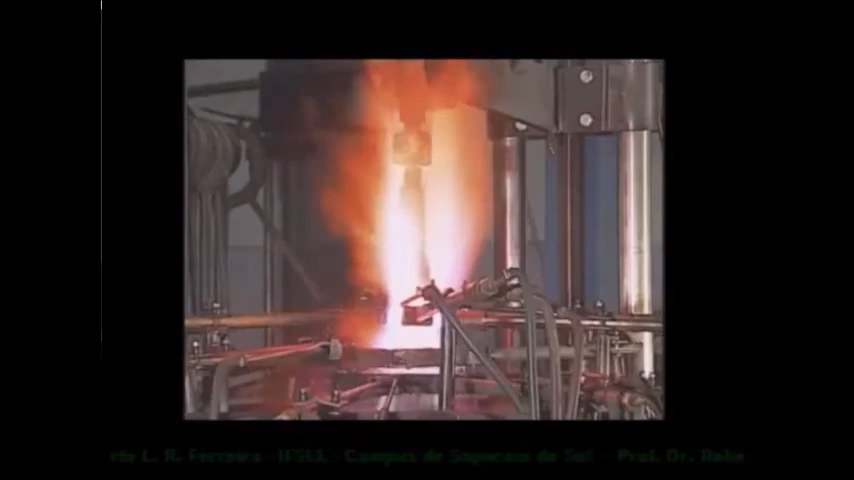 L. R. Ferreira - IFSUL - Campus de Sapucaia do Sul - Prof. Dr.